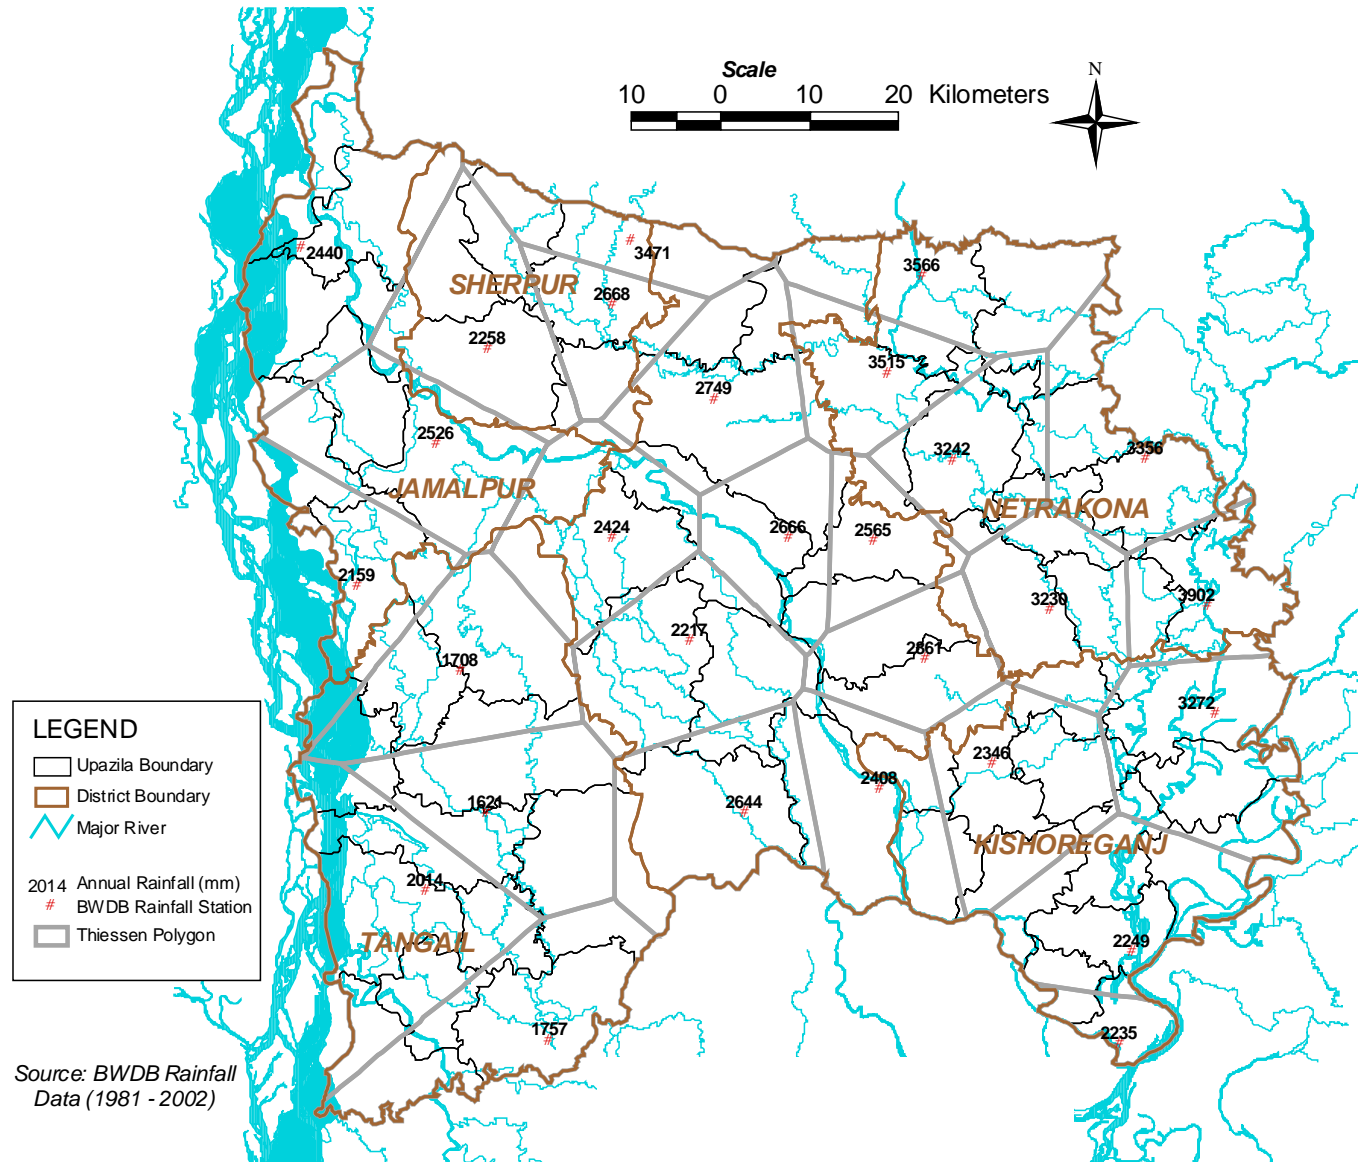 Scale
10 0 10 20 Kilometers
N
2440
3471
3566
SHERPUR
2668
2258
3515
2749
2526
3242
3356
JAMALPUR
NETRAKONA
2424
2666
2565
2159
3230
3902
2217
1708
2861
3272
2346
2408
1621
2644
KISHOREGANJ
2014
TANGAIL
2249
1757
2235
LEGEND
Upazila Boundary
District Boundary
Major River
2014 Annual Rainfall (mm)
# BWDB Rainfall Station
Thiessen Polygon
Source: BWDB Rainfall
Data (1981 - 2002)